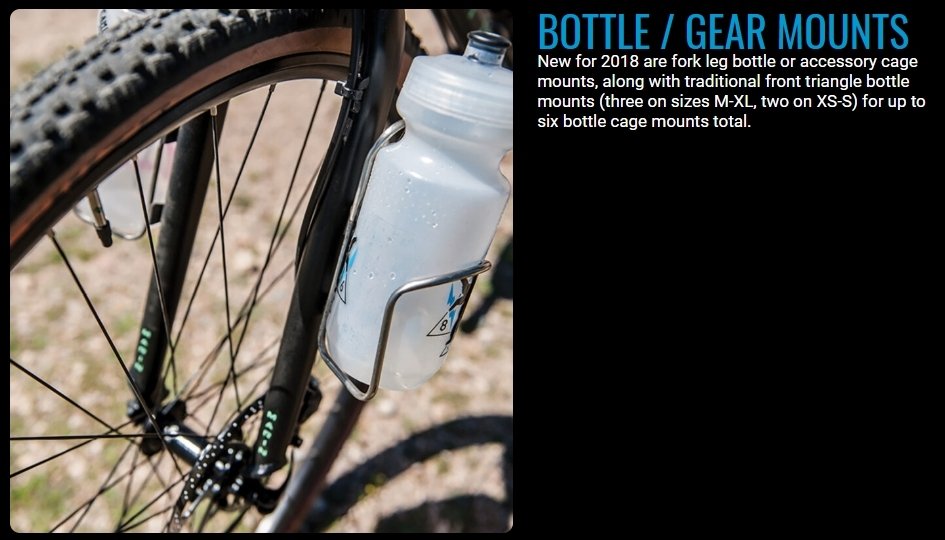 BOTTLE / GEAR MOUNTS
New for 2018 are fork leg bottle or accessory cage
mounts, along with traditional front triangle bottle
mounts (three on sizes M-XL, two on XS-S) for up to
six bottle cage mounts total.
8